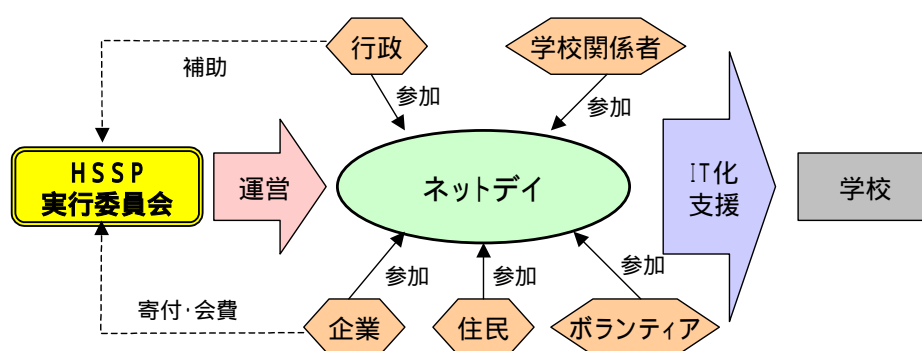 行政
学校関係者
補助
参加
参加
HSSP
実行委員会
運営
ネットデイ
IT化
支援
学校
参加
参加
参加
寄付・会費
企業
住民
ボランティア